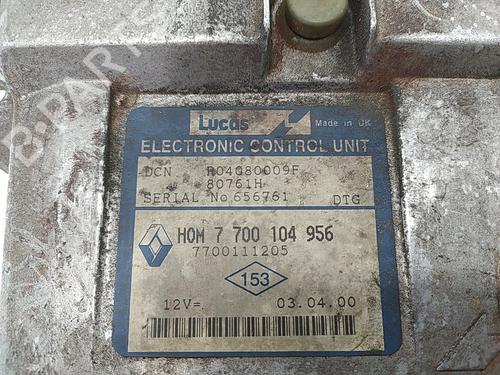 Lucas
Made in UK
ELECTRONIC CONTROL UNIT
DCN R04080009F
80761H
SERIAL No 656761 DTG
HOM 7 700 104 956
7700111205
153
12V= 03.04.00
B-PARTS